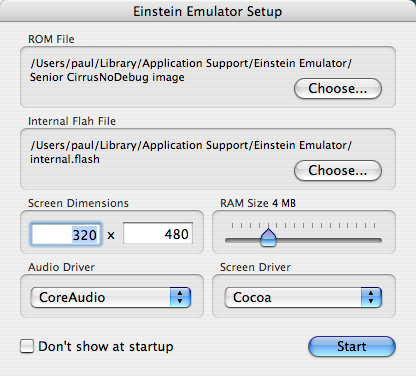 Einstein Emulator Setup
ROM File
/Users/paul/Library/Application Support/Einstein Emulator/
Senior CirrusNoDebug image
Choose...
Internal Flah File
/Users/paul/Library/Application Support/Einstein Emulator/
internal.flash
Choose...
Screen Dimensions
RAM Size 4 MB
320 x 480
Audio Driver
Screen Driver
CoreAudio
Cocoa
Don't show at startup
Start